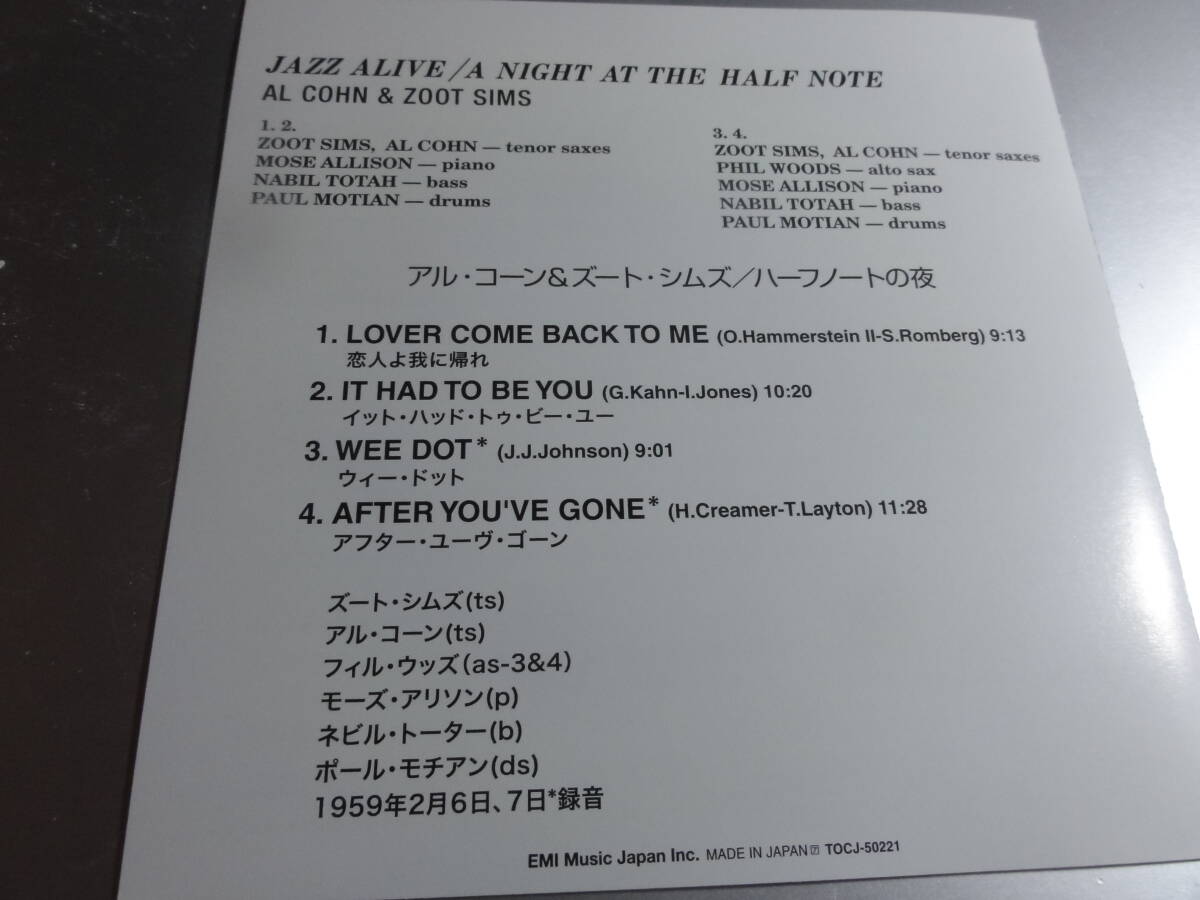 JAZZ ALIVE/A NIGHT AT THE HALF NOTE
AL COHN & ZOOT SIMS
1. 2.
ZOOT SIMS, AL COHN — tenor saxes
MOSE ALLISON — piano
NABIL TOTAH — bass
PAUL MOTIAN — drums
3. 4.
ZOOT SIMS, AL COHN — tenor saxes
PHIL WOODS — alto sax
MOSE ALLISON — piano
NABIL TOTAH — bass
PAUL MOTIAN — drums
アル・コーン&ズート・シムズ/ハーフノートの夜
1. LOVER COME BACK TO ME (O.Hammerstein II-S.Romberg) 9:13
恋人よ我に帰れ
2. IT HAD TO BE YOU (G.Kahn-I.Jones) 10:20
イット・ハッド・トゥ・ビー・ユー
3. WEE DOT* (J.J.Johnson) 9:01
ウィー・ドット
4. AFTER YOU'VE GONE* (H.Creamer-T.Layton) 11:28
アフター・ユーヴ・ゴーン
ズート・シムズ(ts)
アル・コーン(ts)
フィル・ウッズ(as-3&4)
モーズ・アリソン(p)
ネビル・トーター(b)
ポール・モチアン(ds)
1959年2月6日、7日*録音
EMI Music Japan Inc. MADE IN JAPAN Ⓟ TOCJ-50221